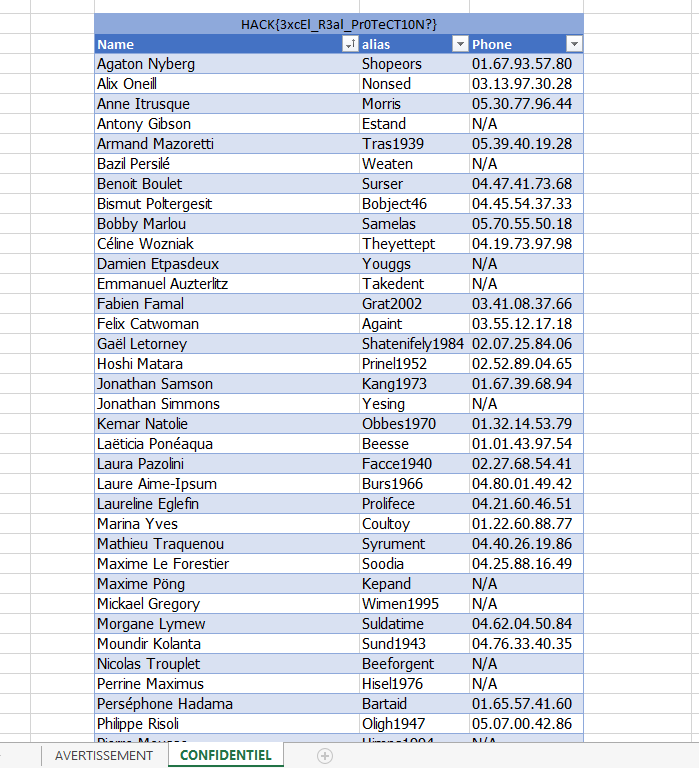 HACK{3xcEl_R3al_Pr0TeCT10N?}
Name alias Phone
Agaton Nyberg Shopeors 01.67.93.57.80
Alix Oneill Nonsed 03.13.97.30.28
Anne Itrusque Morris 05.30.77.96.44
Antony Gibson Estand N/A
Armand Mazoretti Tras1939 05.39.40.19.28
Bazil Persilé Weaten N/A
Benoit Boulet Surser 04.47.41.73.68
Bismut Poltergesit Bobject46 04.45.54.37.33
Bobby Marlou Samelas 05.70.55.50.18
Céline Wozniak Theyettept 04.19.73.97.98
Damien Etpasdeux Youggs N/A
Emmanuel Auzterlitz Takedent N/A
Fabien Famal Grat2002 03.41.08.37.66
Felix Catwoman Againt 03.55.12.17.18
Gaël Letorney Shatenifely1984 02.07.25.84.06
Hoshi Matara Prinel1952 02.52.89.04.65
Jonathan Samson Kang1973 01.67.39.68.94
Jonathan Simmons Yesing N/A
Kemar Natolie Obbes1970 01.32.14.53.79
Laëticia Ponéaqua Beesse 01.01.43.97.54
Laura Pazolini Facce1940 02.27.68.54.41
Laure Aime-Ipsum Burs1966 04.80.01.49.42
Laureline Eglefin Prolifece 04.21.60.46.51
Marina Yves Coultoy 01.22.60.88.77
Mathieu Traquenou Syrument 04.40.26.19.86
Maxime Le Forestier Soodia 04.25.88.16.49
Maxime Pöng Kepand N/A
Mickael Gregory Wimen1995 N/A
Morgane Lymew Suldatime 04.62.04.50.84
Moundir Kolanta Sund1943 04.76.33.40.35
Nicolas Trouplet Beeforgent N/A
Perrine Maximus Hisel1976 N/A
Perséphone Hadama Bartaid 01.65.57.41.60
Philippe Risoli Oligh1947 05.07.00.42.86
N/A
AVERTISSEMENT CONFIDENTIEL